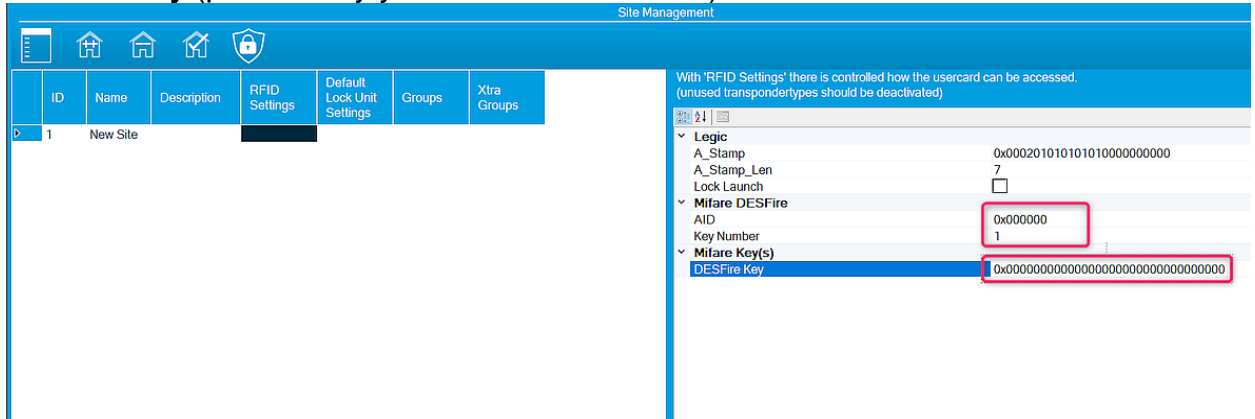 Site Management
ID
Name
Description
RFID
Settings
Default
Lock Unit
Settings
Groups
Xtra
Groups
1
New Site
With 'RFID Settings' there is controlled how the usercard can be accessed.
(unused transpondertypes should be deactivated)
Legic
A_Stamp 0x000201010101010000000000
A_Stamp_Len 7
Lock Launch
Mifare DESFire
AID 0x000000
Key Number 1
Mifare Key(s)
DESFire Key 0x00000000000000000000000000000000